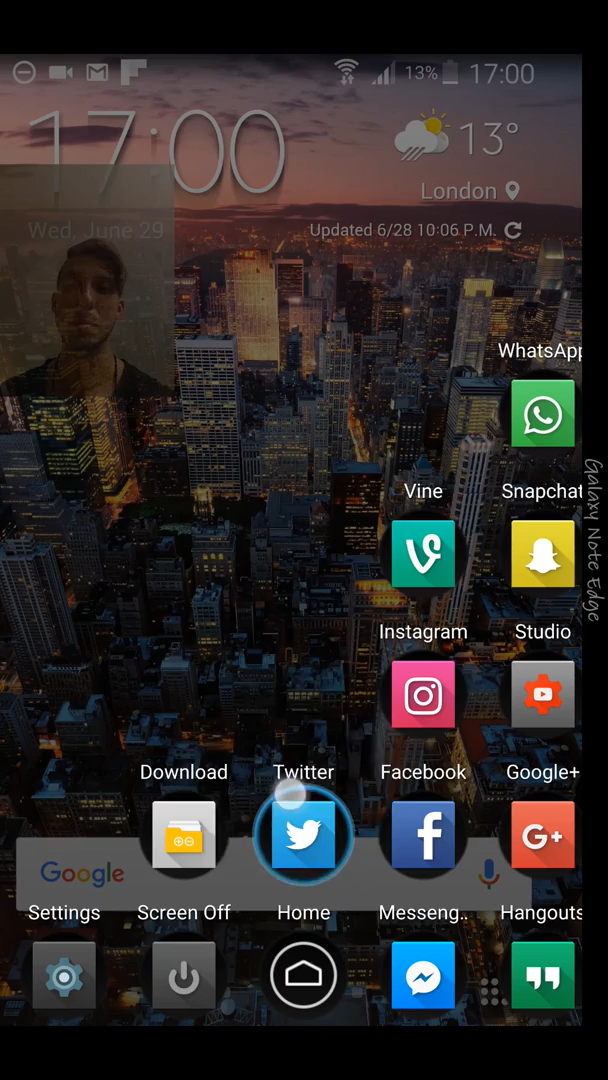 13% 17:00
17:00
13°
London
Wed, June 29
Updated 6/28 10:06 P.M.
WhatsApp
Vine Snapchat
Galaxy Note Edge
Instagram Studio
Download Twitter Facebook Google+
G+
Google
Settings Screen Off Home Messeng.. Hangouts